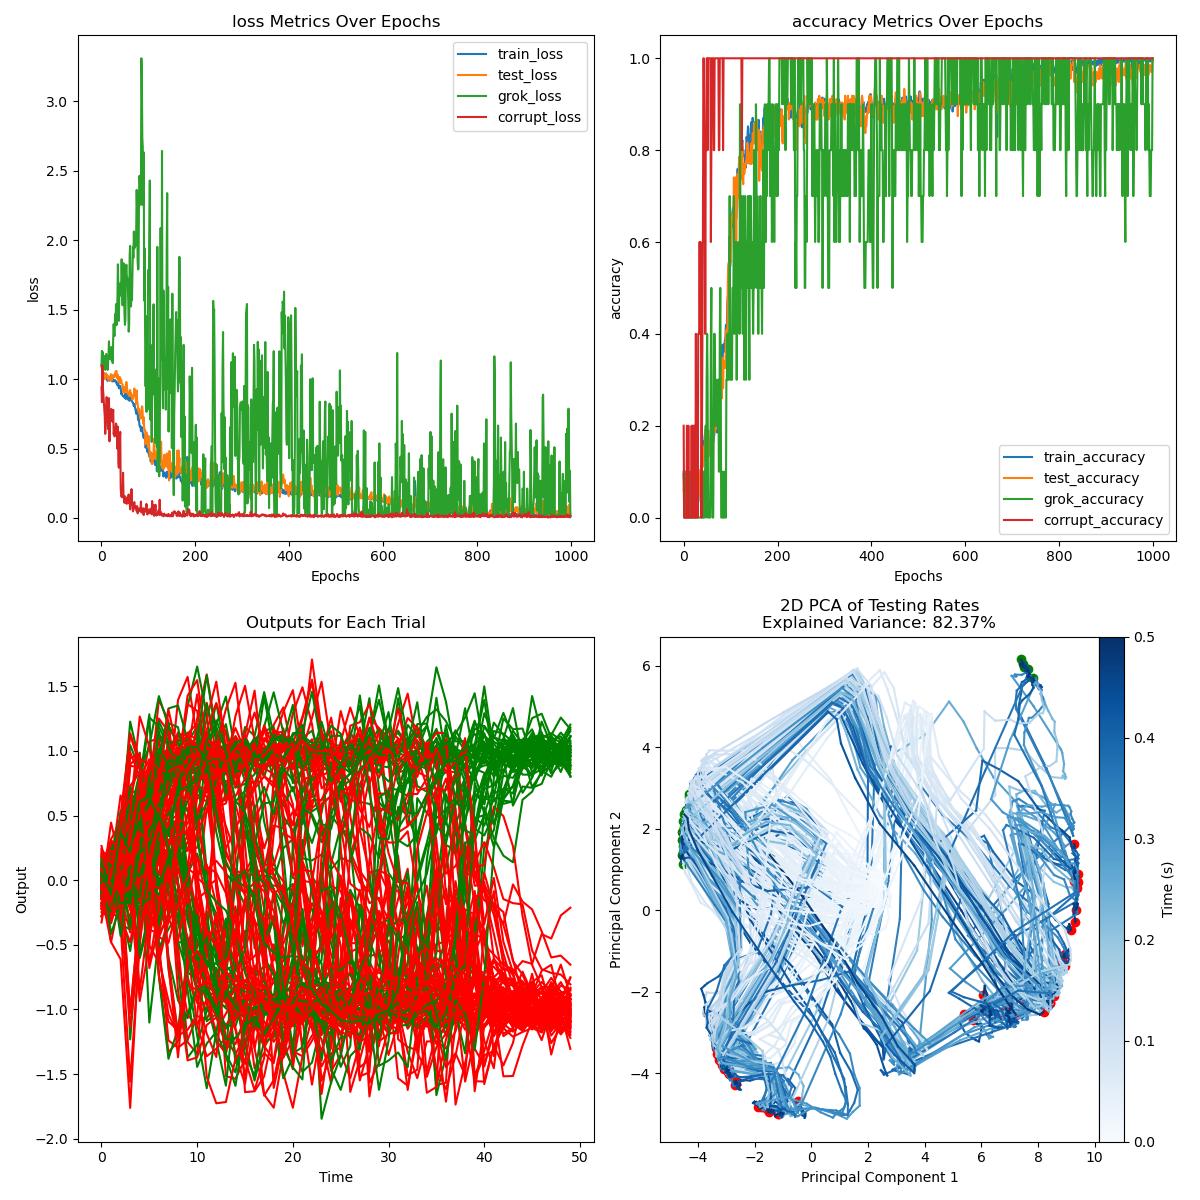 loss Metrics Over Epochs
train_loss
test_loss
grok_loss
corrupt_loss
3.0
2.5
2.0
1.5
1.0
0.5
0.0
loss
0 200 400 600 800 1000
Epochs
accuracy Metrics Over Epochs
1.0
0.8
0.6
0.4
0.2
0.0
accuracy
train_accuracy
test_accuracy
grok_accuracy
corrupt_accuracy
0 200 400 600 800 1000
Epochs
Outputs for Each Trial
1.5
1.0
0.5
0.0
−0.5
−1.0
−1.5
−2.0
Output
0 10 20 30 40 50
Time
2D PCA of Testing Rates
Explained Variance: 82.37%
6
4
2
0
−2
−4
Principal Component 2
−4 −2 0 2 4 6 8 10
Principal Component 1
0.5
0.4
0.3
0.2
0.1
0.0
Time (s)